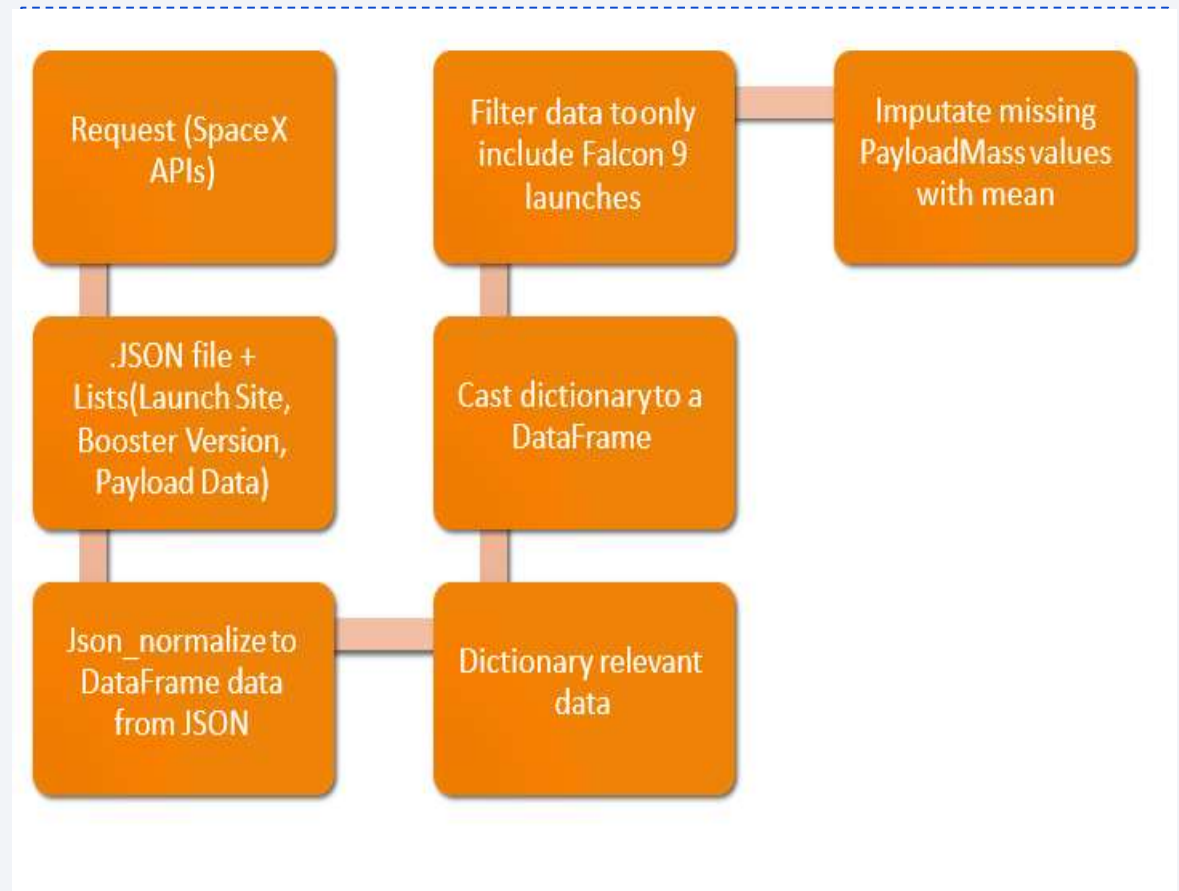 Request (SpaceX
APIs)
.JSON file +
Lists(Launch Site,
Booster Version,
Payload Data)
Json_normalize to
DataFrame data
from JSON
Dictionary relevant
data
Cast dictionary to a
DataFrame
Filter data to only
include Falcon 9
launches
Imputate missing
PayloadMass values
with mean